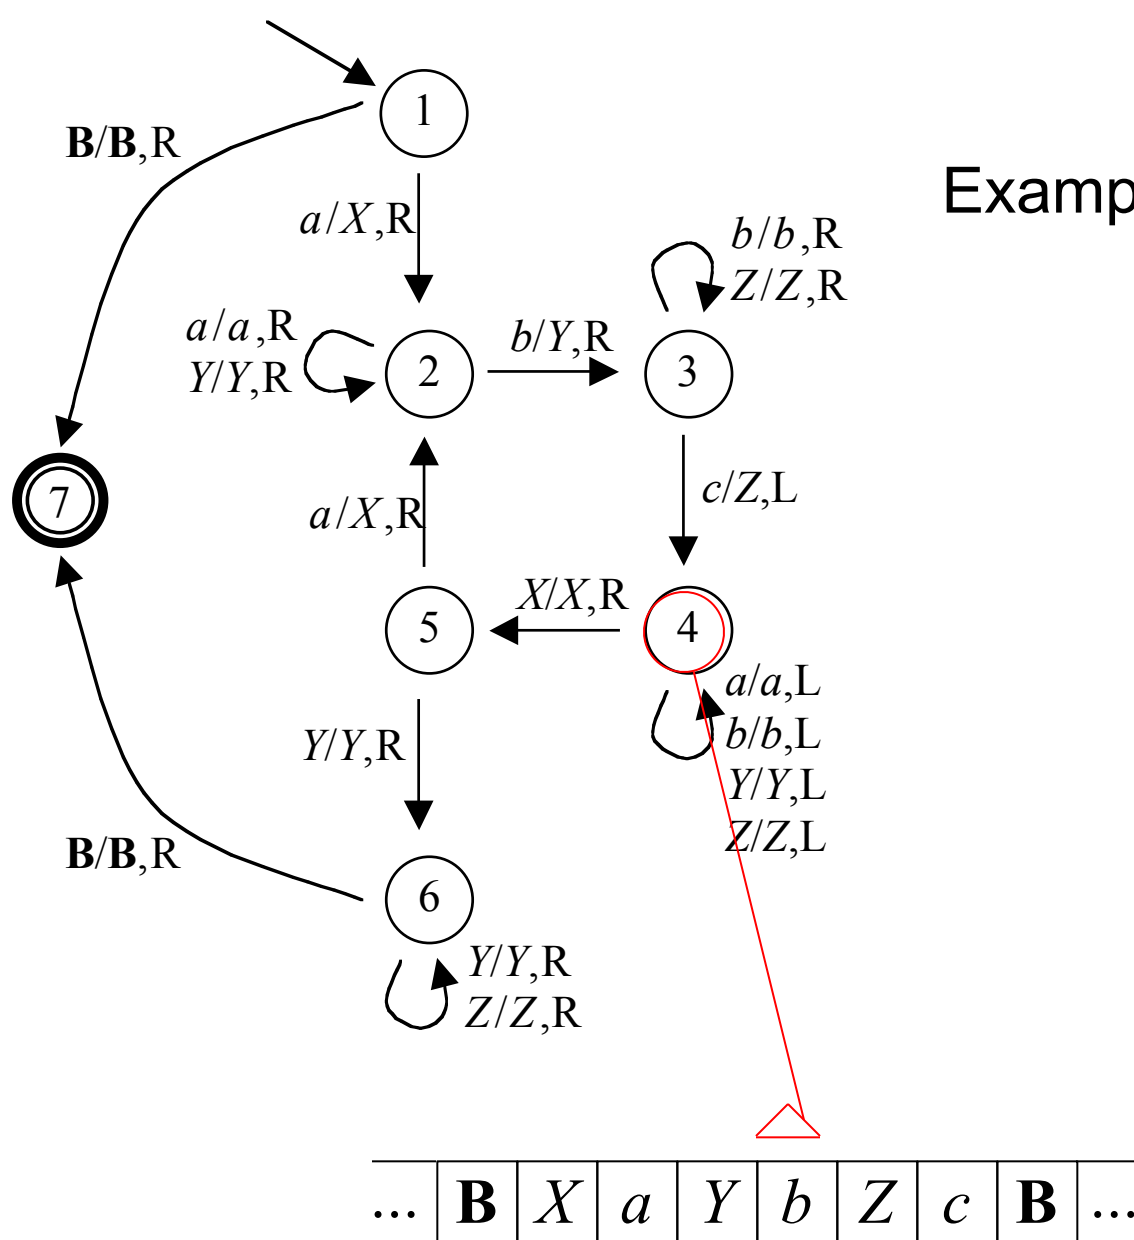 1
B/B,R
Examp
a/X,R
b/b,R
Z/Z,R
a/a,R
Y/Y,R
b/Y,R
2
3
7
c/Z,L
a/X,R
X/X,R
5
4
a/a,L
b/b,L
Y/Y,L
Z/Z,L
Y/Y,R
B/B,R
6
Y/Y,R
Z/Z,R
... B X a Y b Z c B ...